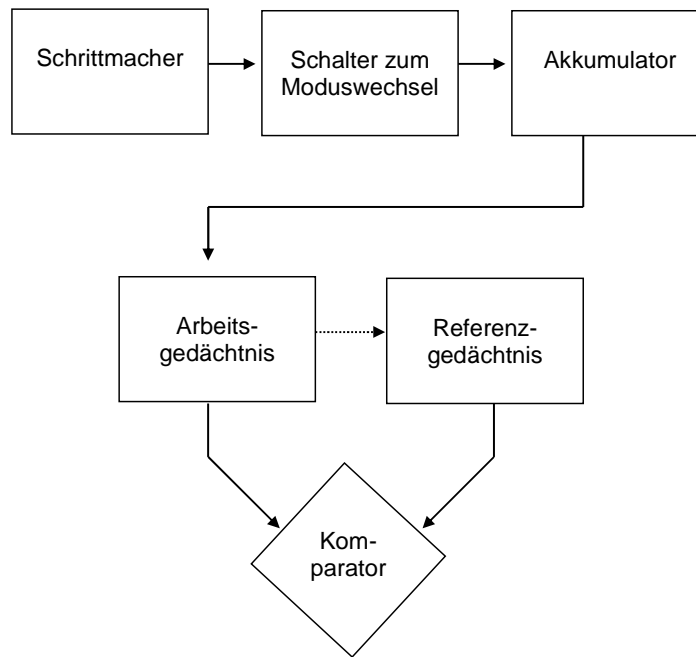 Schrittmacher
Schalter zum
Moduswechsel
Akkumulator
Arbeits-
gedächtnis
Referenz-
gedächtnis
Kom-
parator